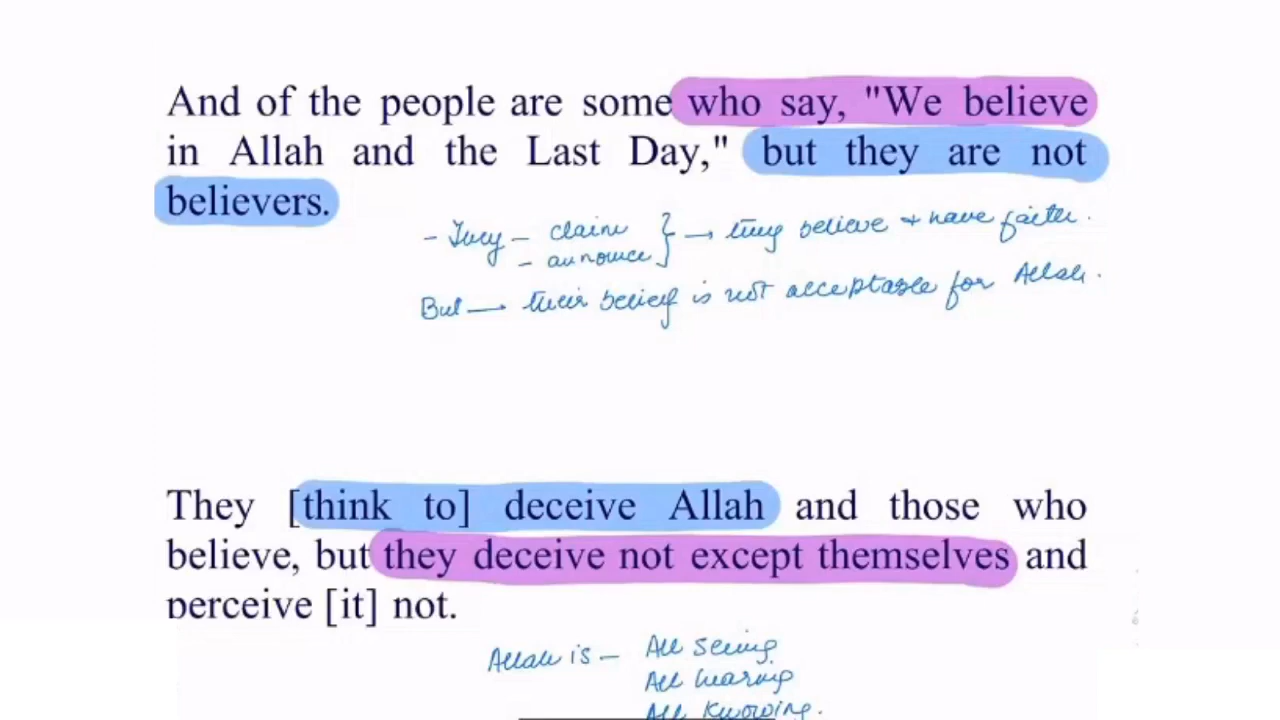 And of the people are some who say, "We believe
in Allah and the Last Day," but they are not
believers.
- They - claim } → they believe + have faith.
- announce
But → their belief is not acceptable for Allah.
They [think to] deceive Allah and those who
believe, but they deceive not except themselves and
perceive [it] not.
Allah is - All seeing
All hearing
All knowing.